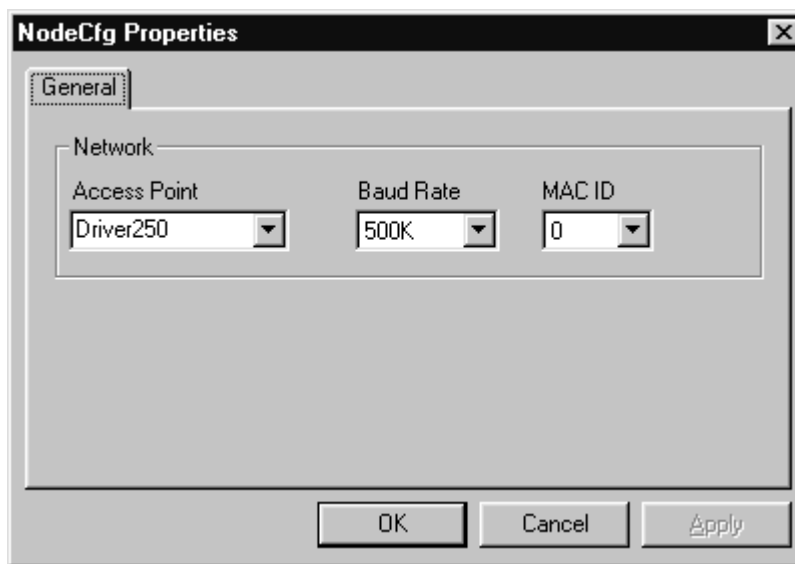 NodeCfg Properties
General
Network
Access Point Baud Rate MAC ID
Driver250 500K 0
OK Cancel Apply